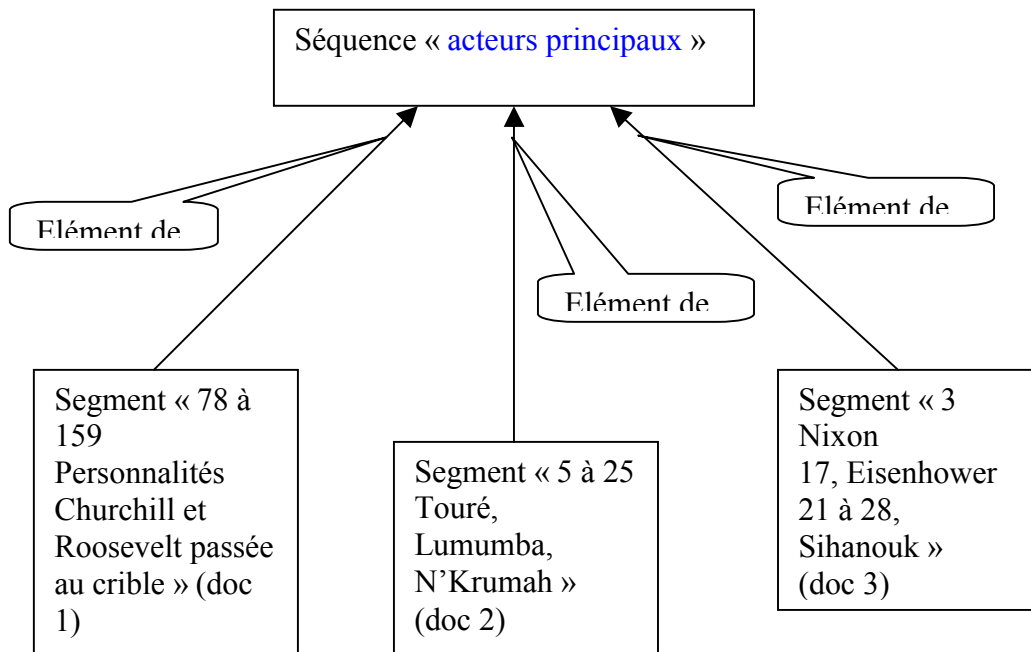 Séquence « acteurs principaux »
Elément de
Elément de
Elément de
Segment « 78 à
159
Personnalités
Churchill et
Roosevelt passée
au crible » (doc
1)
Segment « 5 à 25
Touré,
Lumumba,
N’Krumah »
(doc 2)
Segment « 3
Nixon
17, Eisenhower
21 à 28,
Sihanouk »
(doc 3)